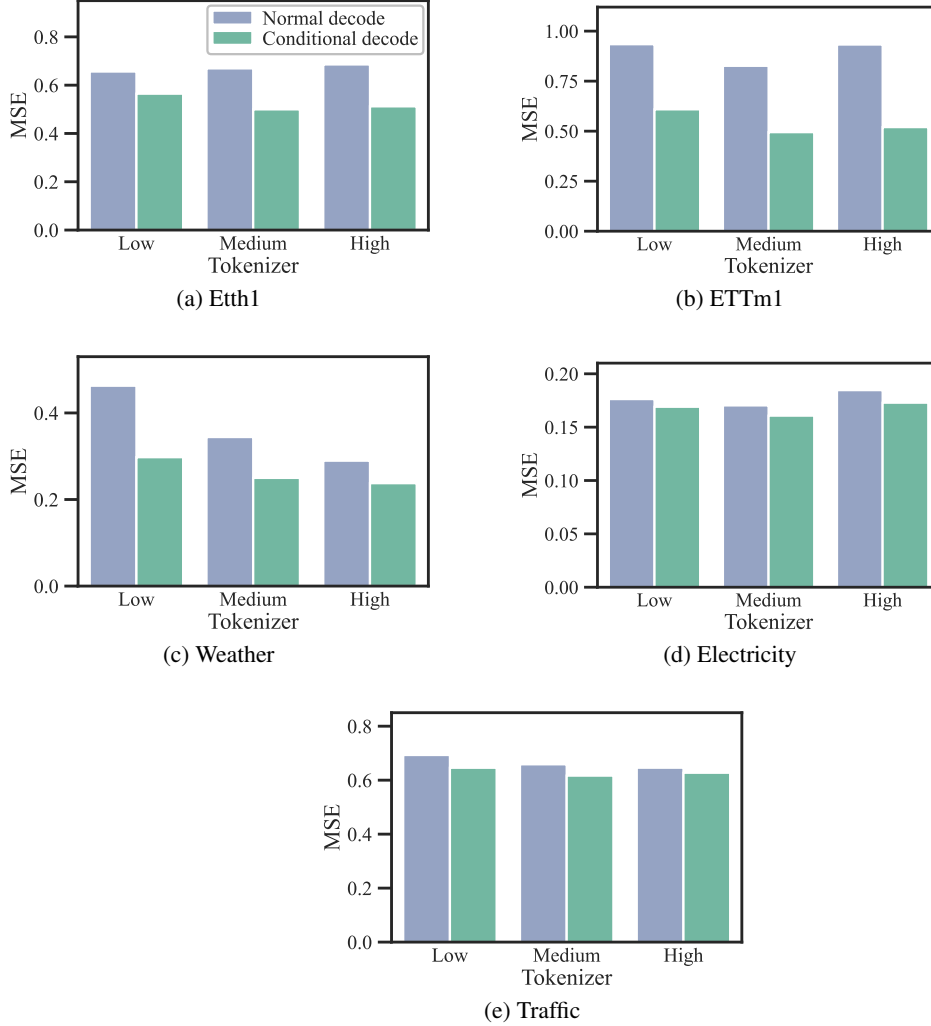 Normal decode
Conditional decode
0.8
0.6
0.4
0.2
0.0
MSE
Low Medium High
Tokenizer
(a) Etth1
1.00
0.75
0.50
0.25
0.00
MSE
Low Medium High
Tokenizer
(b) ETTm1
0.4
0.2
0.0
MSE
Low Medium High
Tokenizer
(c) Weather
0.20
0.15
0.10
0.05
0.00
MSE
Low Medium High
Tokenizer
(d) Electricity
0.8
0.6
0.4
0.2
0.0
MSE
Low Medium High
Tokenizer
(e) Traffic